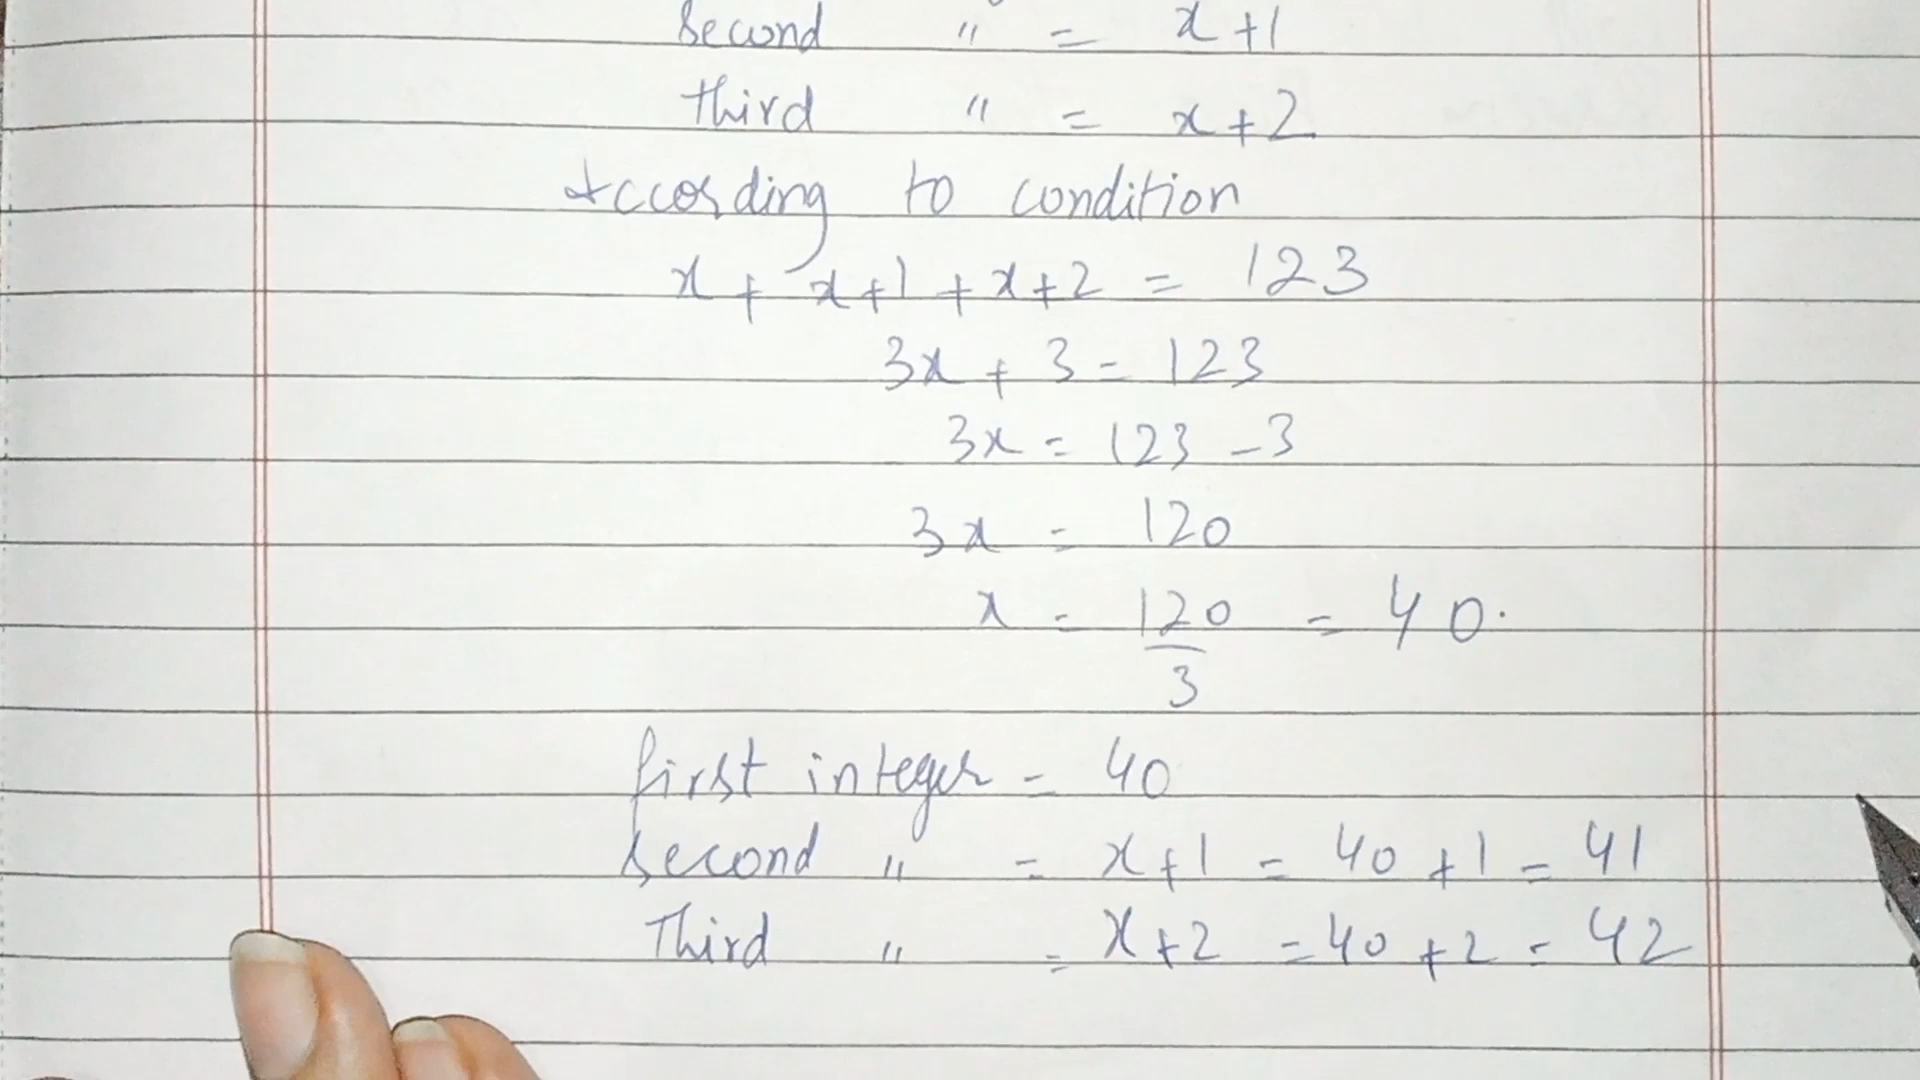 Second " = x+1
Third " = x+2
According to condition
x + x+1 + x+2 = 123
3x + 3 = 123
3x = 123 - 3
3x = 120
x = 120/3 = 40.
first integer = 40
Second " = x+1 = 40+1 = 41
Third " = x+2 = 40+2 = 42